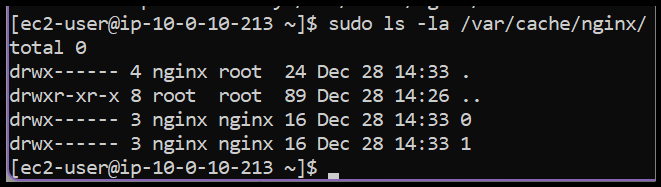 [ec2-user@ip-10-0-10-213 ~]$ sudo ls -la /var/cache/nginx/
total 0
drwx------ 4 nginx root  24 Dec 28 14:33 .
drwxr-xr-x 8 root  root  89 Dec 28 14:26 ..
drwx------ 3 nginx nginx 16 Dec 28 14:33 0
drwx------ 3 nginx nginx 16 Dec 28 14:33 1
[ec2-user@ip-10-0-10-213 ~]$